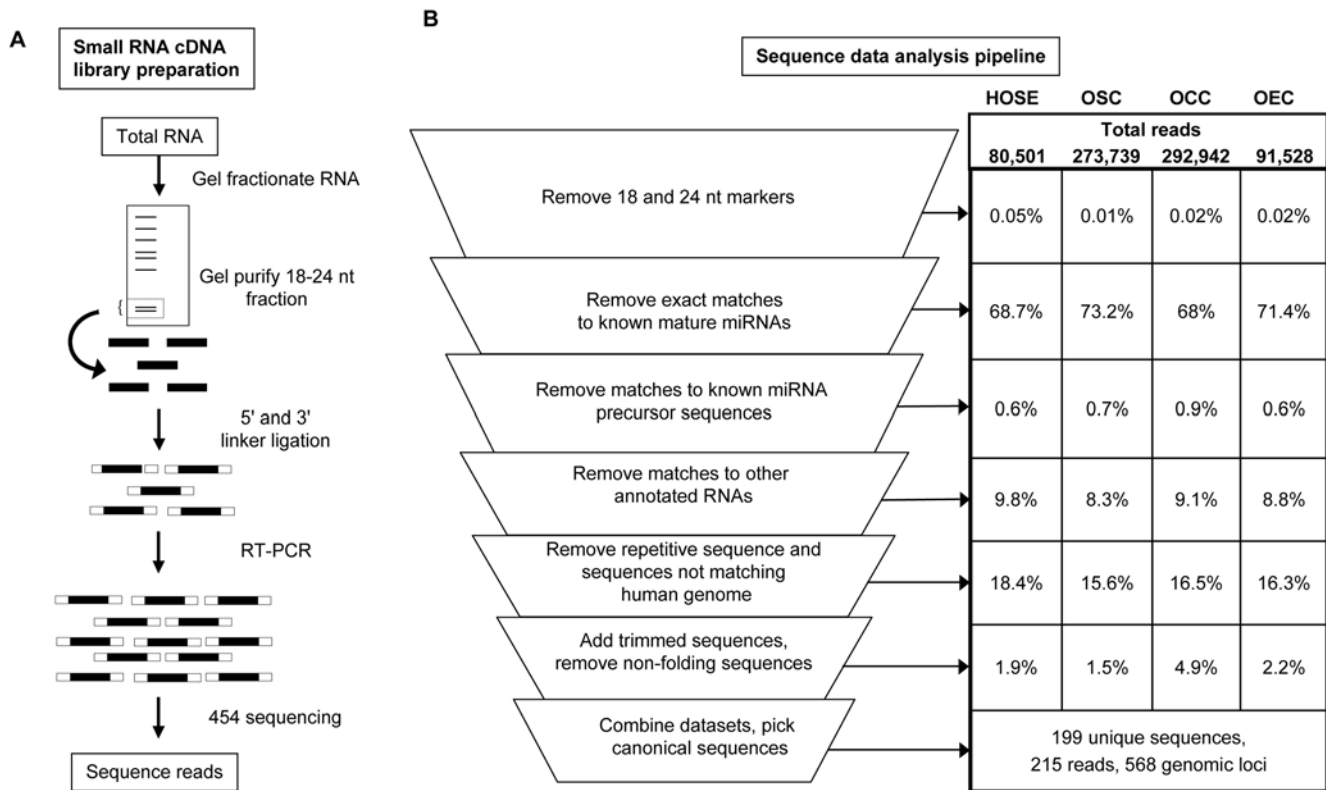 A
Small RNA cDNA
library preparation
Total RNA
Gel fractionate RNA
Gel purify 18-24 nt
fraction
{
5' and 3'
linker ligation
RT-PCR
454 sequencing
Sequence reads
B
Sequence data analysis pipeline
HOSE OSC OCC OEC
Total reads
80,501 273,739 292,942 91,528
Remove 18 and 24 nt markers
0.05% 0.01% 0.02% 0.02%
Remove exact matches
to known mature miRNAs
68.7% 73.2% 68% 71.4%
Remove matches to known miRNA
precursor sequences
0.6% 0.7% 0.9% 0.6%
Remove matches to other
annotated RNAs
9.8% 8.3% 9.1% 8.8%
Remove repetitive sequence and
sequences not matching
human genome
18.4% 15.6% 16.5% 16.3%
Add trimmed sequences,
remove non-folding sequences
1.9% 1.5% 4.9% 2.2%
Combine datasets, pick
canonical sequences
199 unique sequences,
215 reads, 568 genomic loci